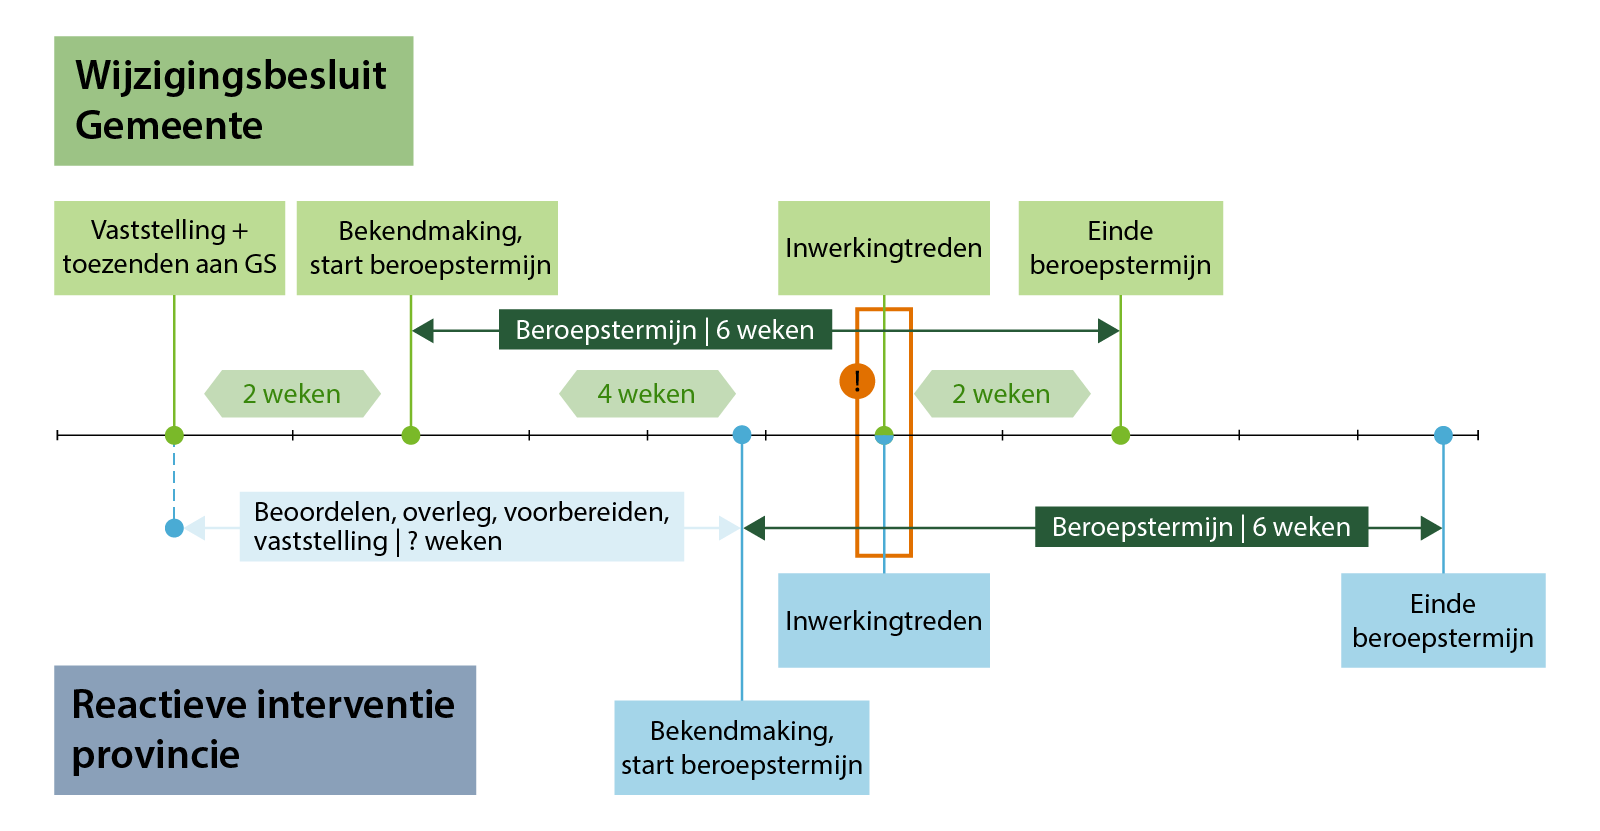 Wijzigingsbesluit
Gemeente
Vaststelling +
toezenden aan GS
Bekendmaking,
start beroepstermijn
Inwerkingtreden
Einde
beroepstermijn
Beroepstermijn | 6 weken
!
2 weken
4 weken
2 weken
Beoordelen, overleg, voorbereiden,
vaststelling | ? weken
Beroepstermijn | 6 weken
Inwerkingtreden
Einde
beroepstermijn
Reactieve interventie
provincie
Bekendmaking,
start beroepstermijn